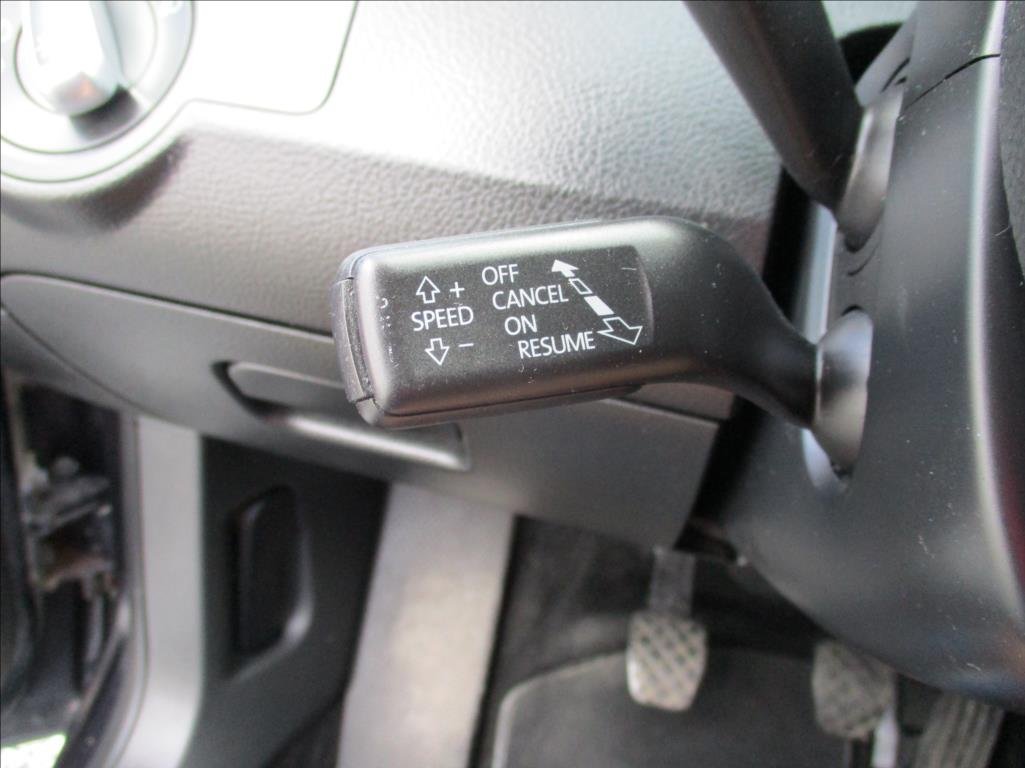 +
SPEED
−
OFF
CANCEL
ON
RESUME